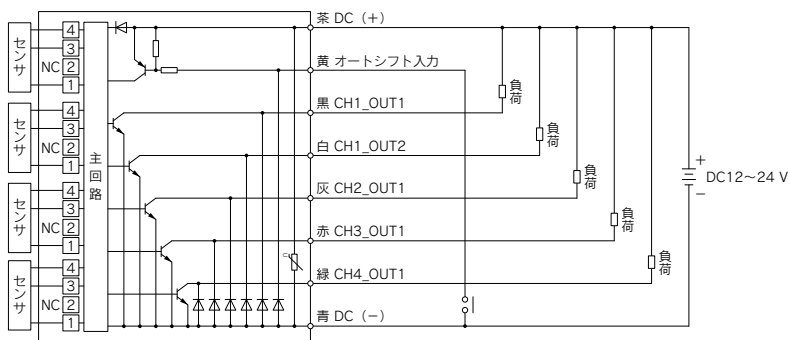 茶 DC（+）
黄 オートシフト入力
黒 CH1_OUT1
白 CH1_OUT2
灰 CH2_OUT1
赤 CH3_OUT1
緑 CH4_OUT1
青 DC（−）
センサ
4
3
NC 2
1
センサ
4
3
NC 2
1
センサ
4
3
NC 2
1
センサ
4
3
NC 2
1
主回路
負荷
負荷
負荷
負荷
負荷
+
DC12〜24 V
−